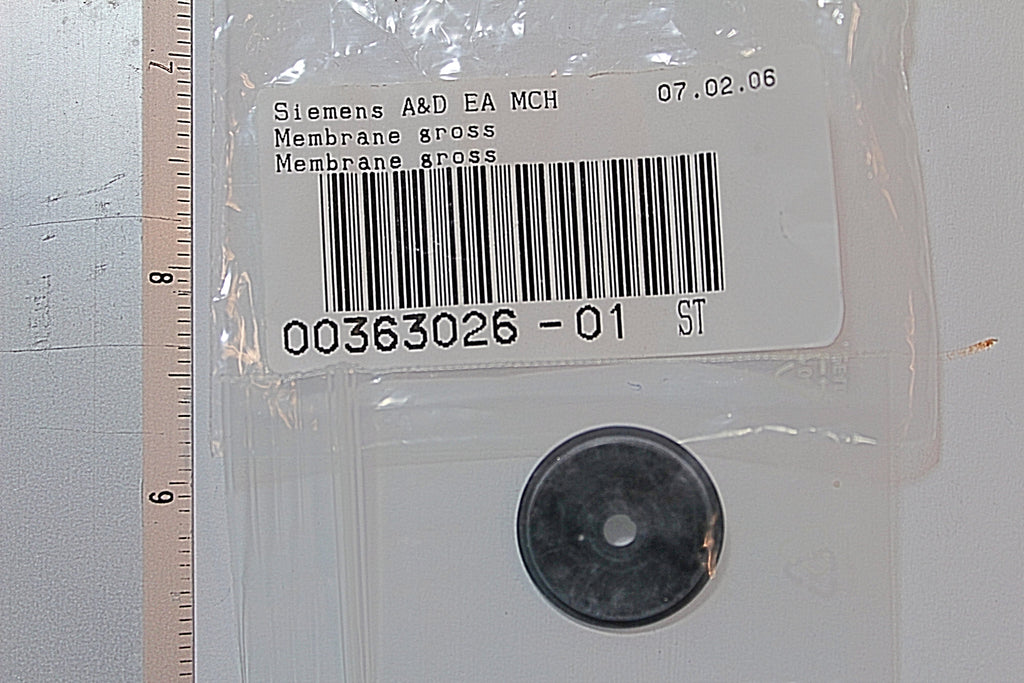 Siemens A&D EA MCH 07.02.06
Membrane gross
Membrane gross
00363026 -01 ST
7
8
9